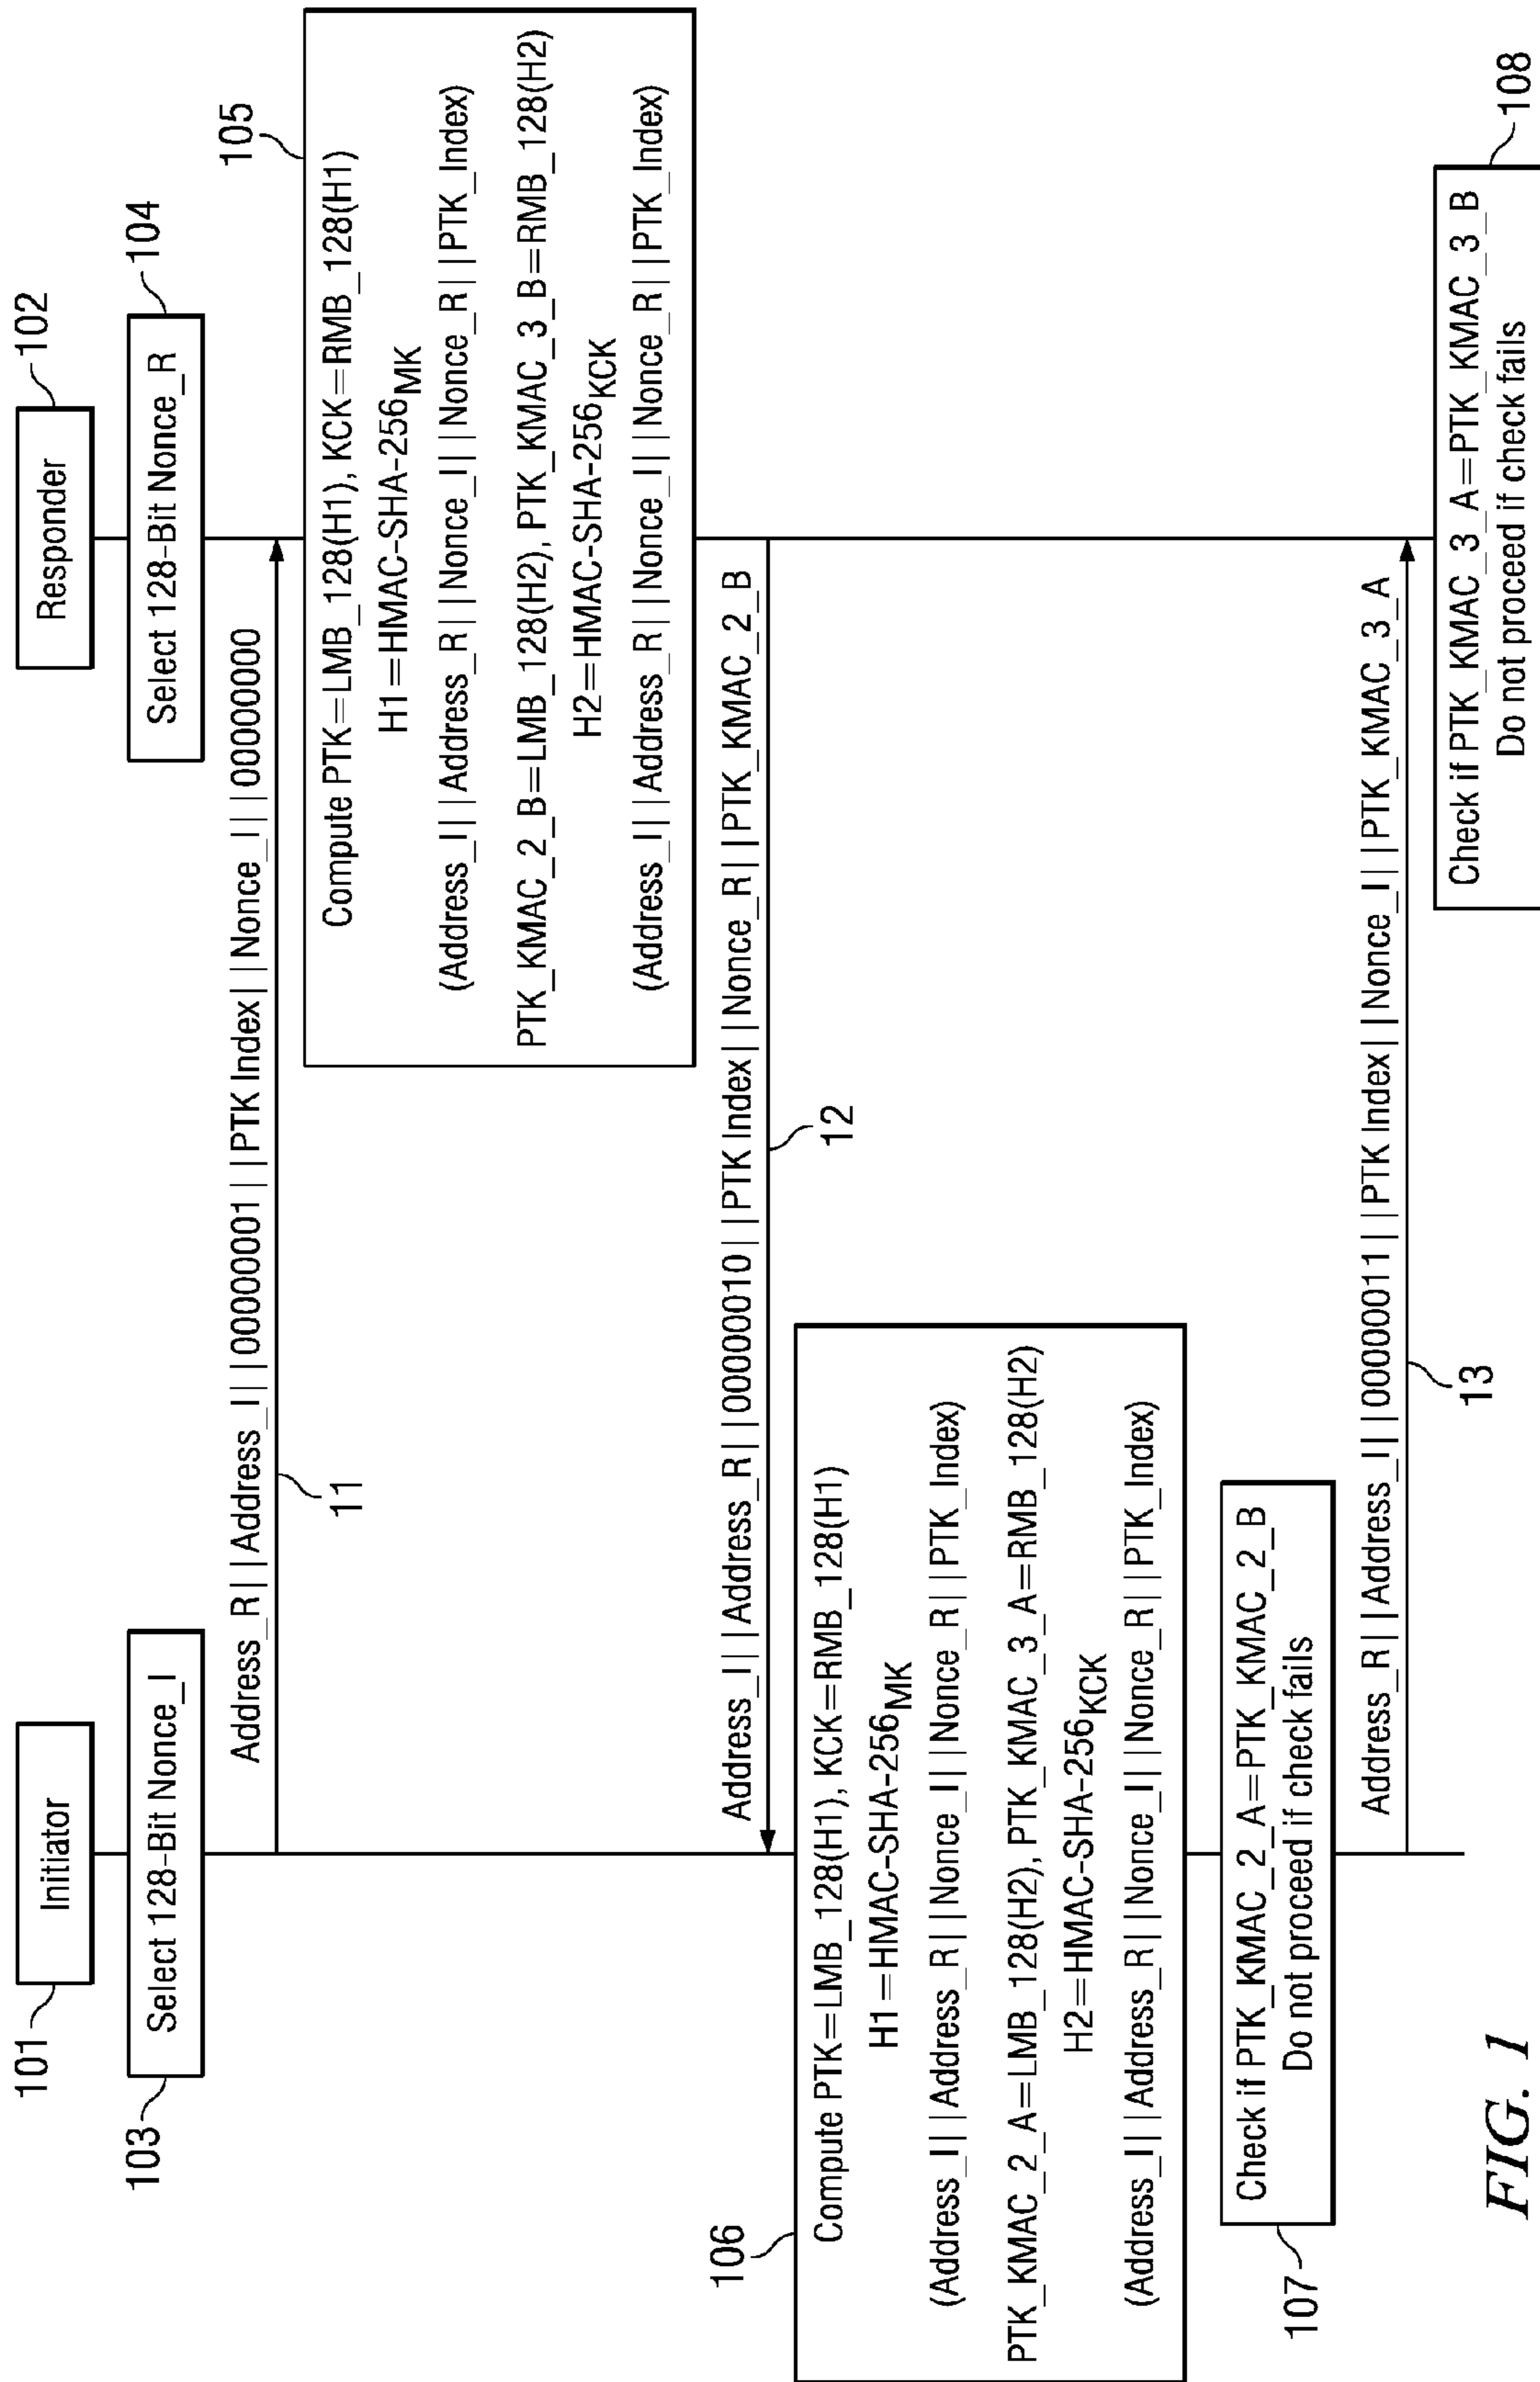 101
Initiator
Responder
102
103
Select 128-Bit Nonce_I
Select 128-Bit Nonce_R
104
Address_R||Address_I||00000001||PTK Index||Nonce_I||00000000
11
105
Compute PTK=LMB_128(H1), KCK=RMB_128(H1)
H1=HMAC-SHA-256MK
(Address_I||Address_R||Nonce_I||Nonce_R||PTK_Index)
PTK_KMAC_2_B=LMB_128(H2), PTK_KMAC_3_B=RMB_128(H2)
H2=HMAC-SHA-256KCK
(Address_I||Address_R||Nonce_I||Nonce_R||PTK_Index)
Address_I||Address_R||00000010||PTK Index||Nonce_R||PTK_KMAC_2_B
12
106
Compute PTK=LMB_128(H1), KCK=RMB_128(H1)
H1=HMAC-SHA-256MK
(Address_I||Address_R||Nonce_I||Nonce_R||PTK_Index)
PTK_KMAC_2_A=LMB_128(H2), PTK_KMAC_3_A=RMB_128(H2)
H2=HMAC-SHA-256KCK
(Address_I||Address_R||Nonce_I||Nonce_R||PTK_Index)
107
Check if PTK_KMAC_2_A=PTK_KMAC_2_B
Do not proceed if check fails
Address_R||Address_I||00000011||PTK Index||Nonce_I||PTK_KMAC_3_A
13
Check if PTK_KMAC_3_A=PTK_KMAC_3_B
Do not proceed if check fails
108
FIG. 1